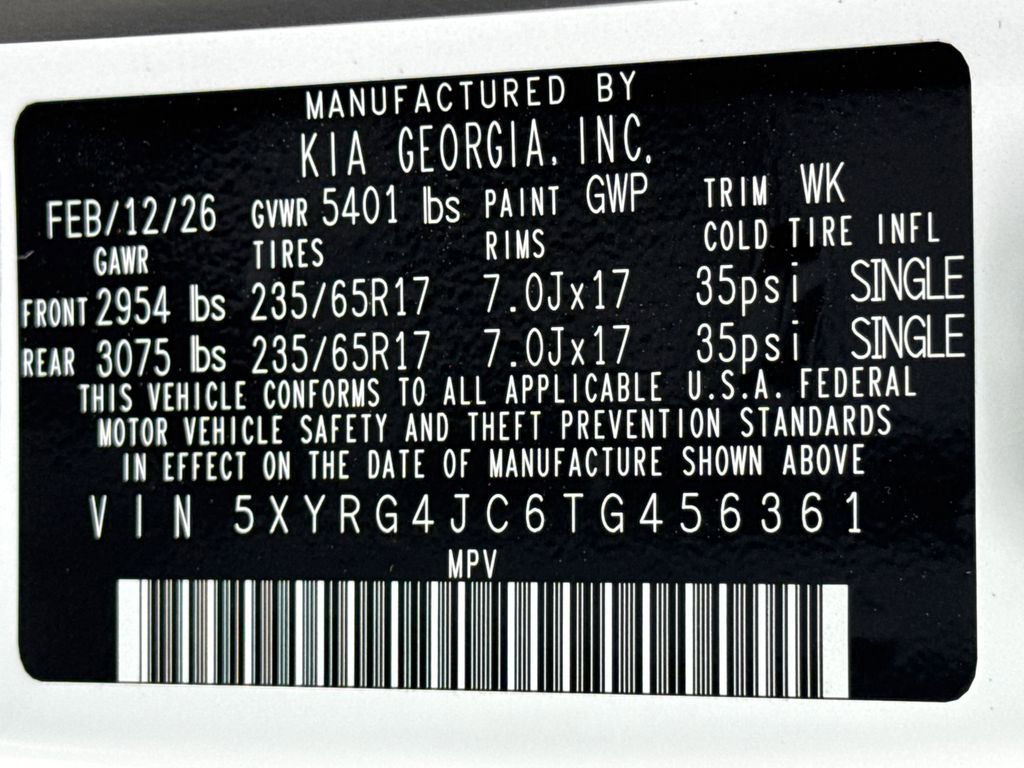 MANUFACTURED BY
KIA GEORGIA, INC.
FEB/12/26 GVWR 5401 lbs PAINT GWP TRIM WK
GAWR TIRES RIMS COLD TIRE INFL
FRONT 2954 lbs 235/65R17 7.0Jx17 35psi SINGLE
REAR 3075 lbs 235/65R17 7.0Jx17 35psi SINGLE
THIS VEHICLE CONFORMS TO ALL APPLICABLE U.S.A. FEDERAL
MOTOR VEHICLE SAFETY AND THEFT PREVENTION STANDARDS
IN EFFECT ON THE DATE OF MANUFACTURE SHOWN ABOVE
VIN 5XYRG4JC6TG456361
MPV